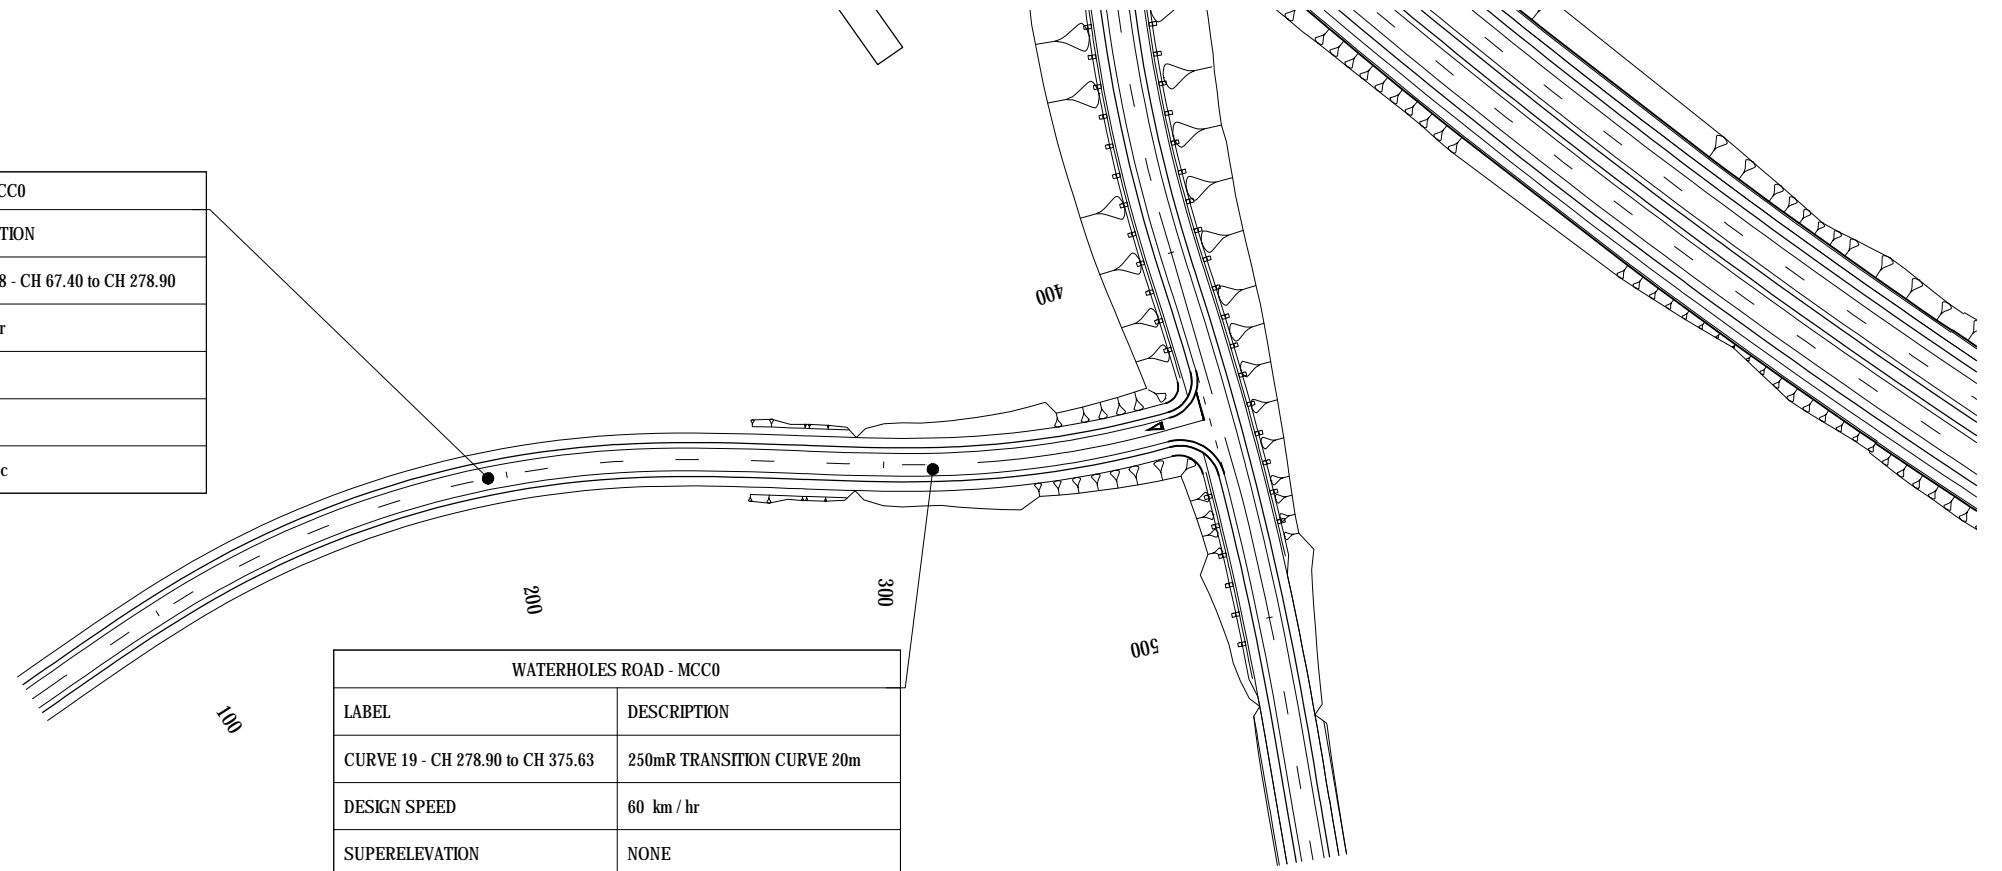 CC0
TION
8 - CH 67.40 to CH 278.90
r
c
400
200
300
100
500
WATERHOLES ROAD - MCC0
LABEL DESCRIPTION
CURVE 19 - CH 278.90 to CH 375.63 250mR TRANSITION CURVE 20m
DESIGN SPEED 60 km / hr
SUPERELEVATION NONE